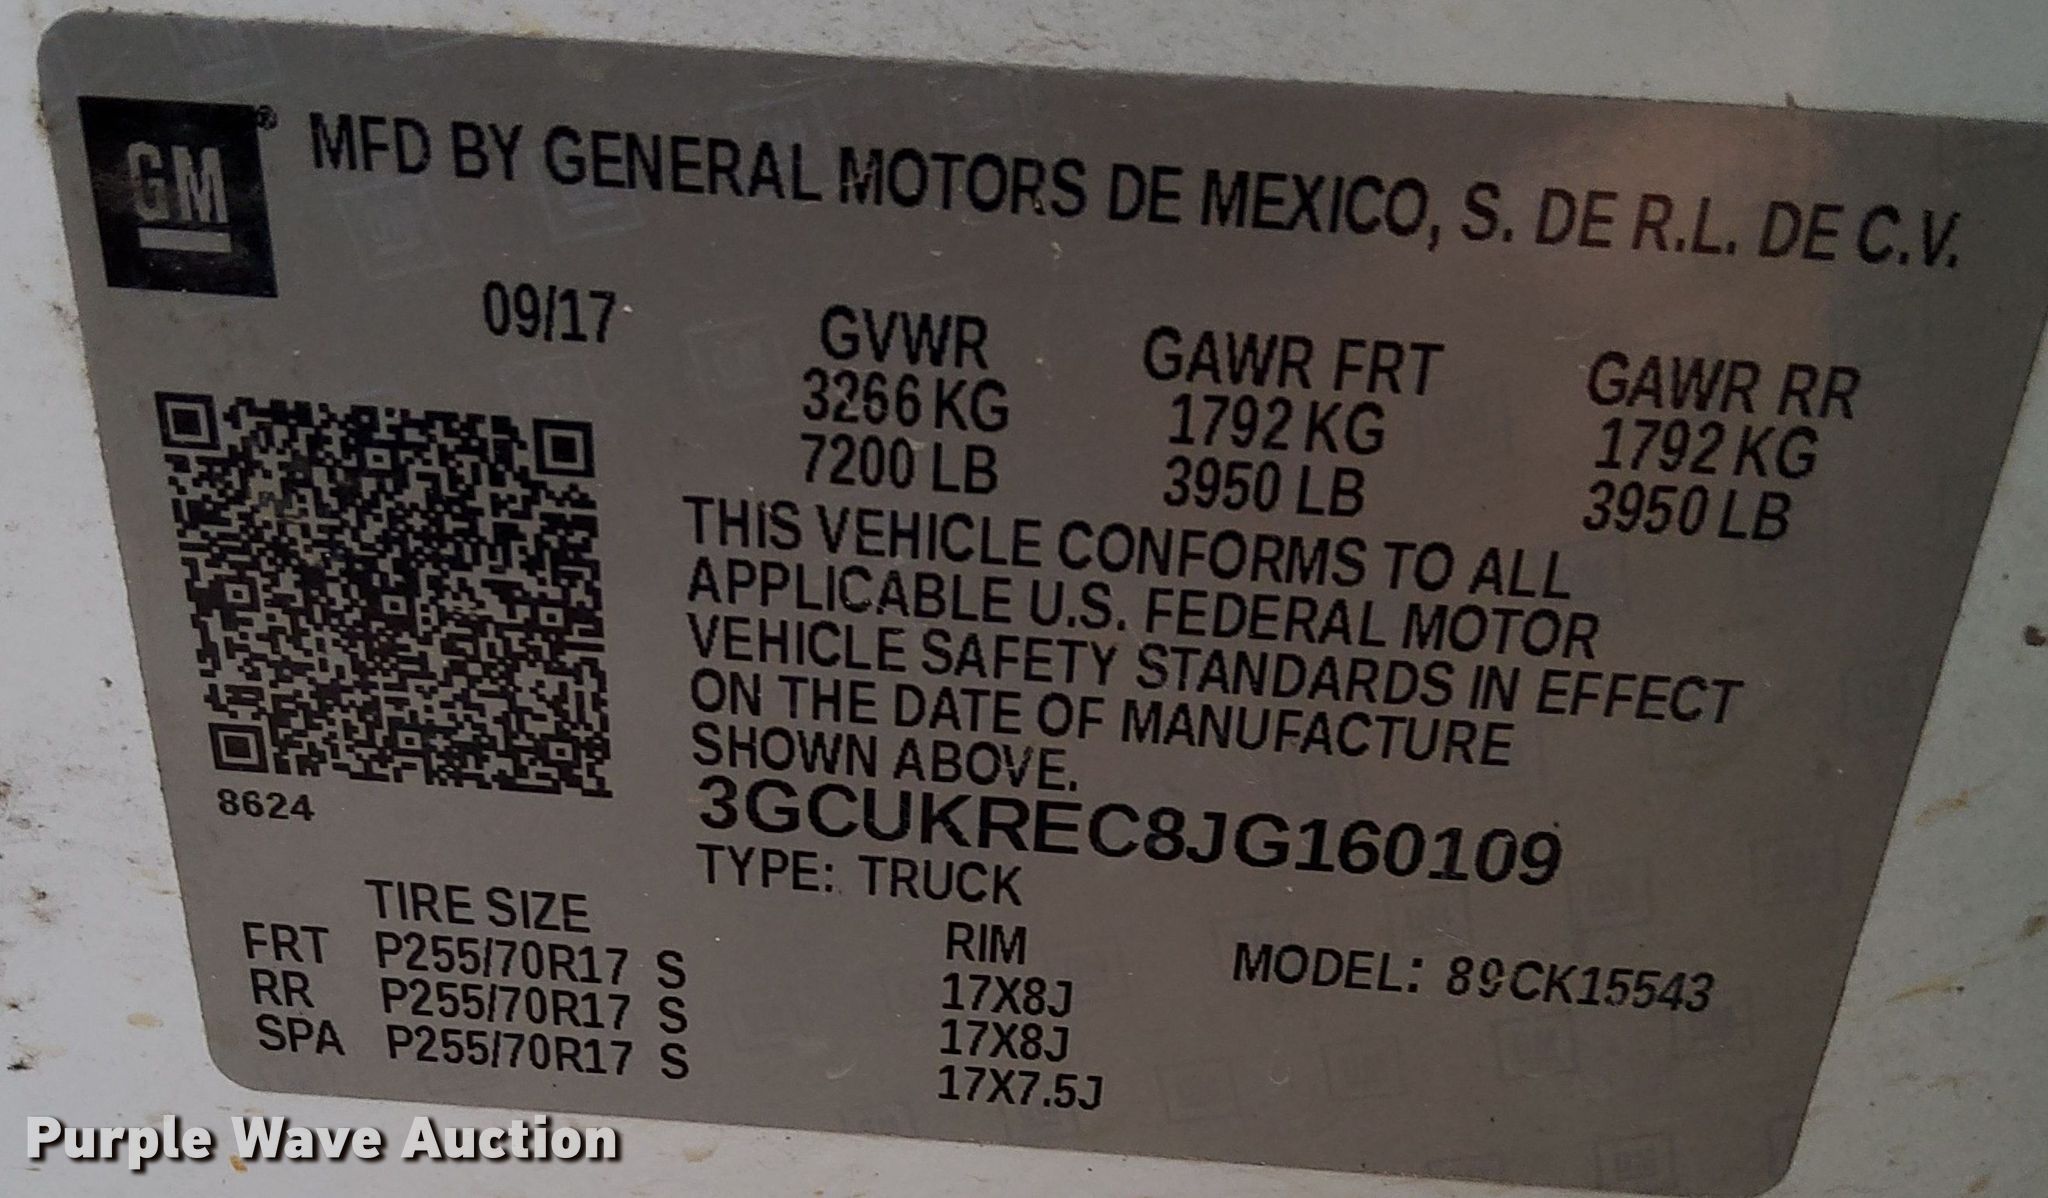 GM® MFD BY GENERAL MOTORS DE MEXICO, S. DE R.L. DE C.V.
09/17
GVWR GAWR FRT GAWR RR
3266 KG 1792 KG 1792 KG
7200 LB 3950 LB 3950 LB
THIS VEHICLE CONFORMS TO ALL
APPLICABLE U.S. FEDERAL MOTOR
VEHICLE SAFETY STANDARDS IN EFFECT
ON THE DATE OF MANUFACTURE
SHOWN ABOVE.
8624
3GCUKREC8JG160109
TYPE: TRUCK
TIRE SIZE RIM
FRT P255/70R17 S 17X8J
RR P255/70R17 S 17X8J
SPA P255/70R17 S 17X7.5J
MODEL: 89CK15543
Purple Wave Auction